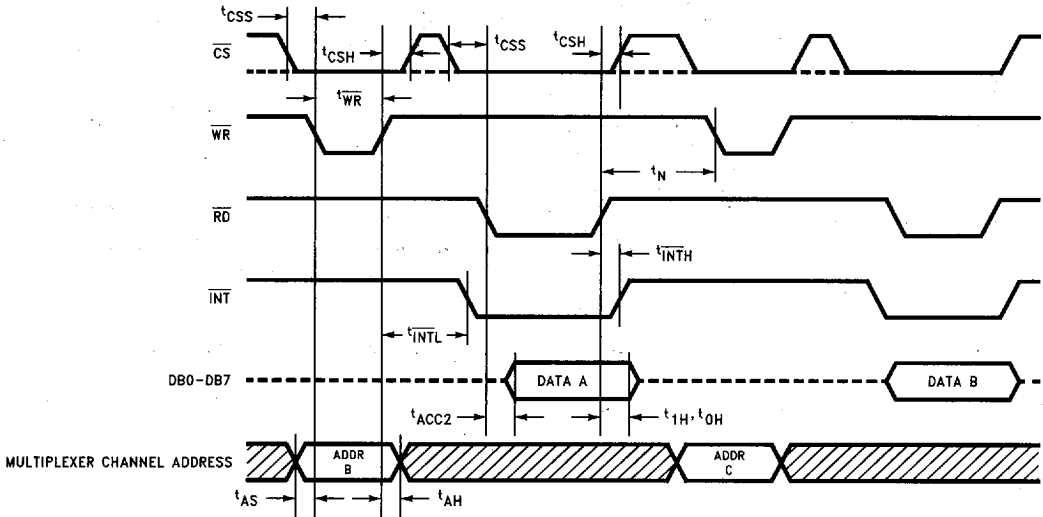 tCSS
CS
tCSH
tCSS
tCSH
tWR
WR
tN
RD
tINTH
INT
tINTL
DB0-DB7
DATA A
DATA B
tACC2
t1H, t0H
MULTIPLEXER CHANNEL ADDRESS
ADDR
B
ADDR
C
tAS
tAH